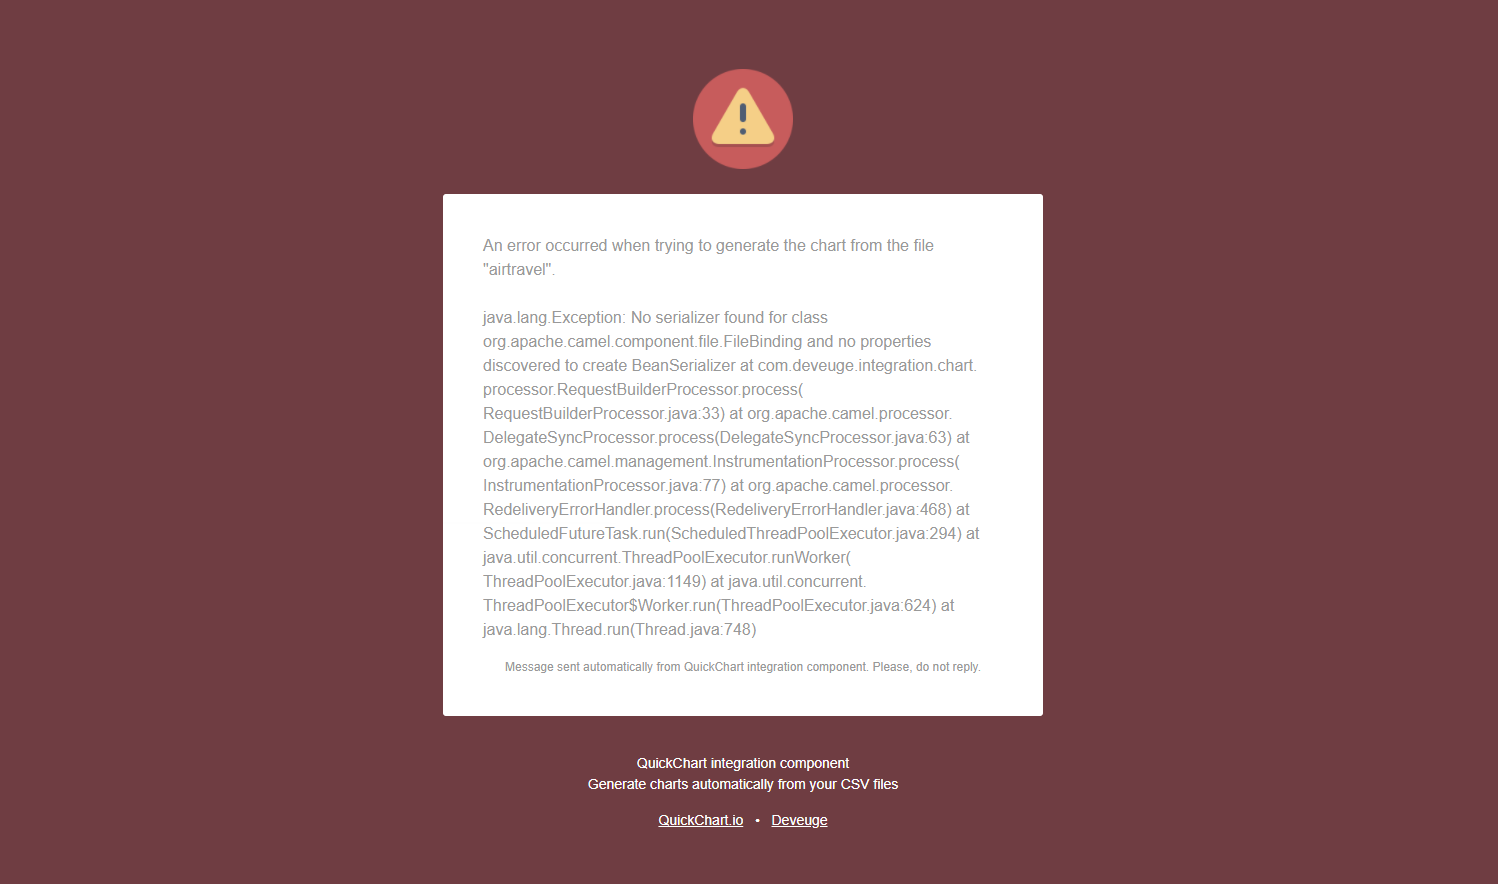 An error occurred when trying to generate the chart from the file
"airtravel".
java.lang.Exception: No serializer found for class
org.apache.camel.component.file.FileBinding and no properties
discovered to create BeanSerializer at com.deveuge.integration.chart.
processor.RequestBuilderProcessor.process(
RequestBuilderProcessor.java:33) at org.apache.camel.processor.
DelegateSyncProcessor.process(DelegateSyncProcessor.java:63) at
org.apache.camel.management.InstrumentationProcessor.process(
InstrumentationProcessor.java:77) at org.apache.camel.processor.
RedeliveryErrorHandler.process(RedeliveryErrorHandler.java:468) at
ScheduledFutureTask.run(ScheduledThreadPoolExecutor.java:294) at
java.util.concurrent.ThreadPoolExecutor.runWorker(
ThreadPoolExecutor.java:1149) at java.util.concurrent.
ThreadPoolExecutor$Worker.run(ThreadPoolExecutor.java:624) at
java.lang.Thread.run(Thread.java:748)
Message sent automatically from QuickChart integration component. Please, do not reply.
QuickChart integration component
Generate charts automatically from your CSV files
QuickChart.io • Deveuge